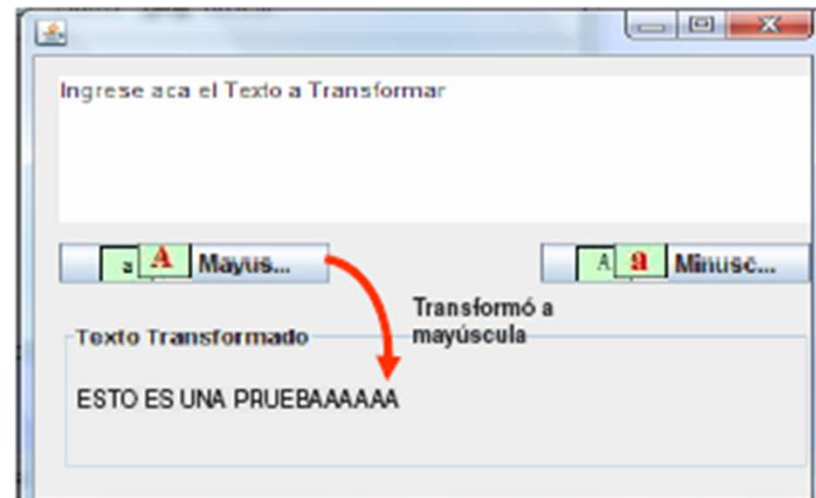 Ingrese aca el Texto a Transformar
a A Mayus...
A a Minusc...
Transformó a
mayúscula
Texto Transformado
ESTO ES UNA PRUEBAAAAAA